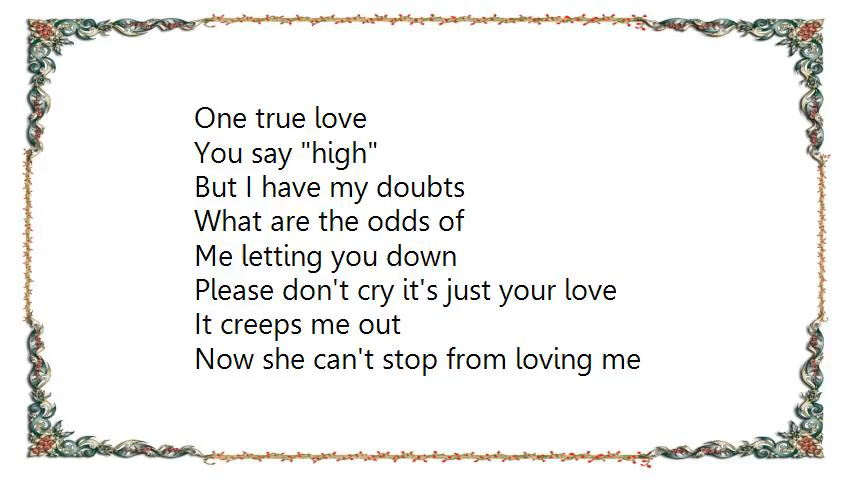 One true love
You say "high"
But I have my doubts
What are the odds of
Me letting you down
Please don't cry it's just your love
It creeps me out
Now she can't stop from loving me